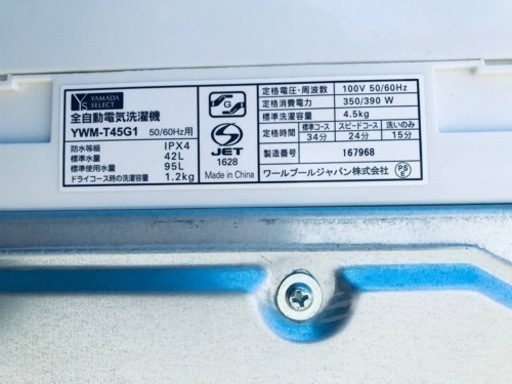 YS YAMADA SELECT
全自動電気洗濯機
YWM-T45G1 50/60Hz用
防水等級 IPX4
標準水量 42L
標準使用水量 95L
ドライコース時の洗濯容量 1.2kg
G
JET
1628
Made in China
定格電圧・周波数 100V 50/60Hz
定格消費電力 350/390 W
標準洗濯容量 4.5kg
標準コース スピードコース 洗いのみ
34分 24分 15分
製造番号 167968
ワールプールジャパン株式会社
PSE